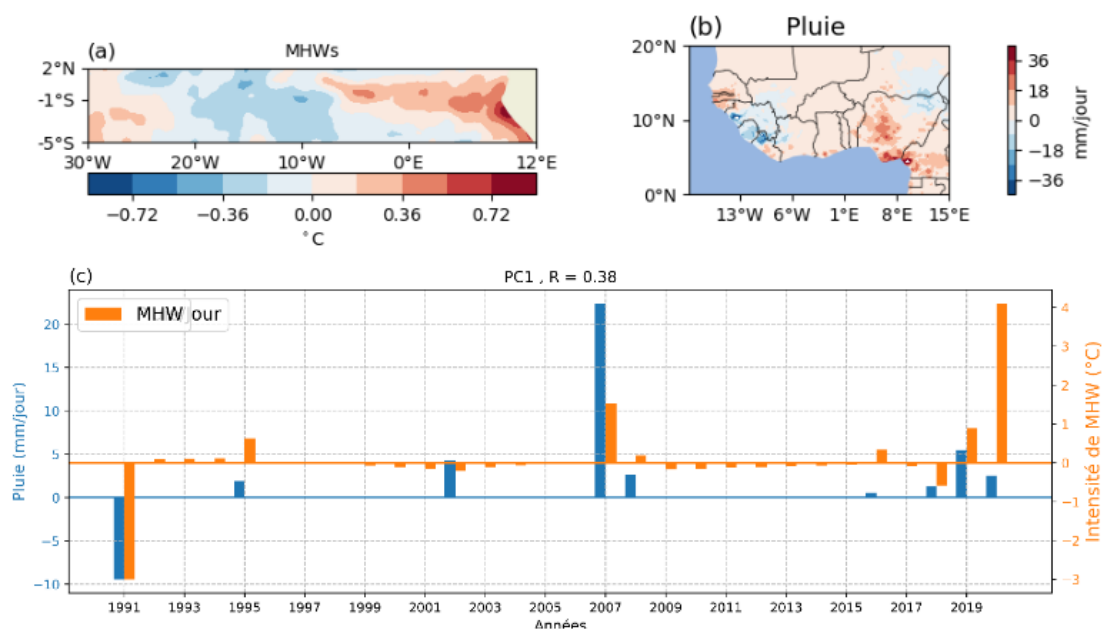 (a) MHWs
2°N
-1°S
-5°S
30°W 20°W 10°W 0°E 12°E
−0.72 −0.36 0.00 0.36 0.72
°C
(b) Pluie
20°N
10°N
0°N
13°W 6°W 1°E 8°E 15°E
36
18
0
−18
−36
mm/jour
(c) PC1 , R = 0.38
MHW our
Pluie (mm/jour)
20
15
10
5
0
−5
−10
Intensité de MHW (°C)
4
3
2
1
0
−1
−2
−3
1991 1993 1995 1997 1999 2001 2003 2005 2007 2009 2011 2013 2015 2017 2019
Années